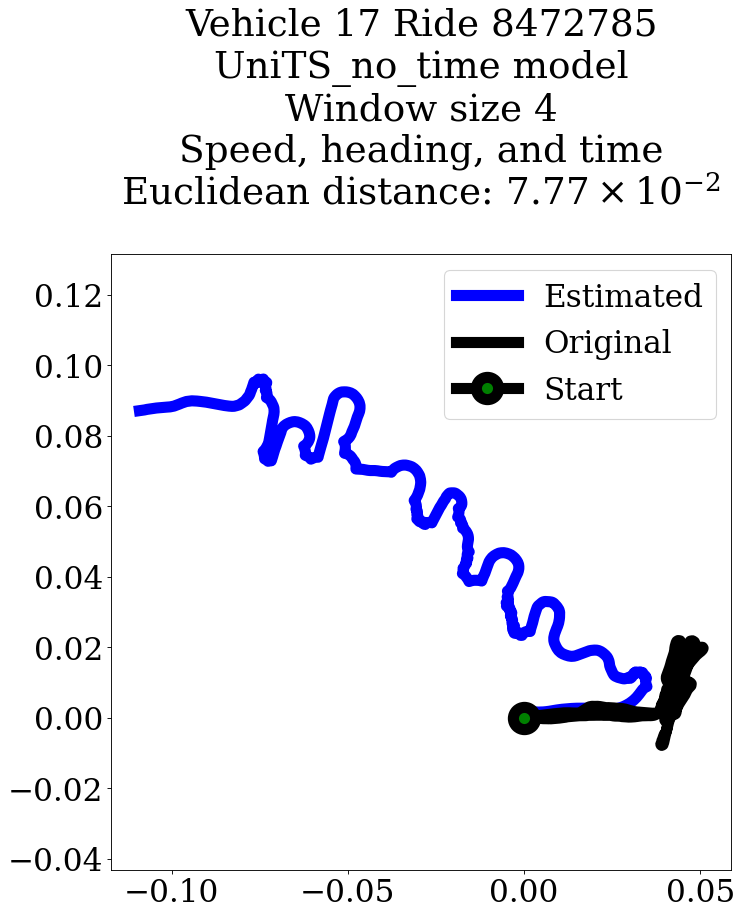 Vehicle 17 Ride 8472785
UniTS_no_time model
Window size 4
Speed, heading, and time
Euclidean distance: $7.77 \times 10^{-2}$
0.12
0.10
0.08
0.06
0.04
0.02
0.00
−0.02
−0.04
Estimated
Original
Start
−0.10
−0.05
0.00
0.05